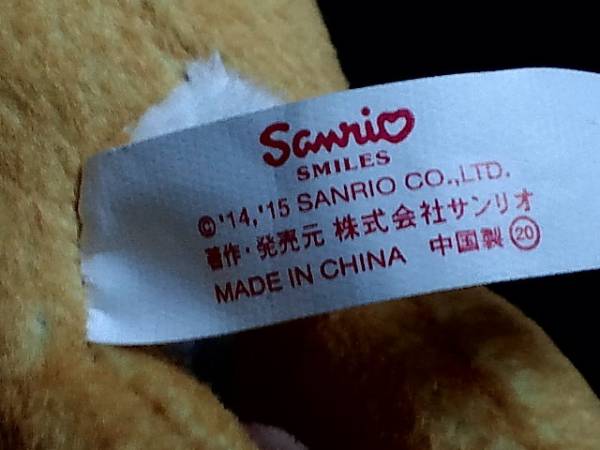 Sanrio
SMILES
©'14,'15 SANRIO CO.,LTD.
著作・発売元 株式会社サンリオ
MADE IN CHINA 中国製 ⑳